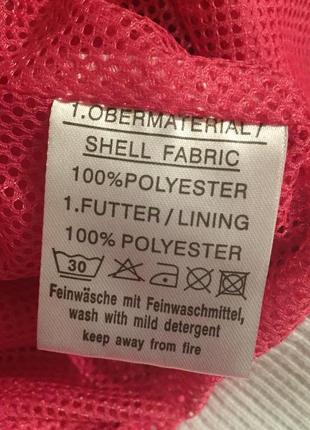 1.OBERMATERIAL/
SHELL FABRIC
100%POLYESTER
1.FUTTER/LINING
100% POLYESTER
30
Feinwäsche mit Feinwaschmittel,
wash with mild detergent
keep away from fire